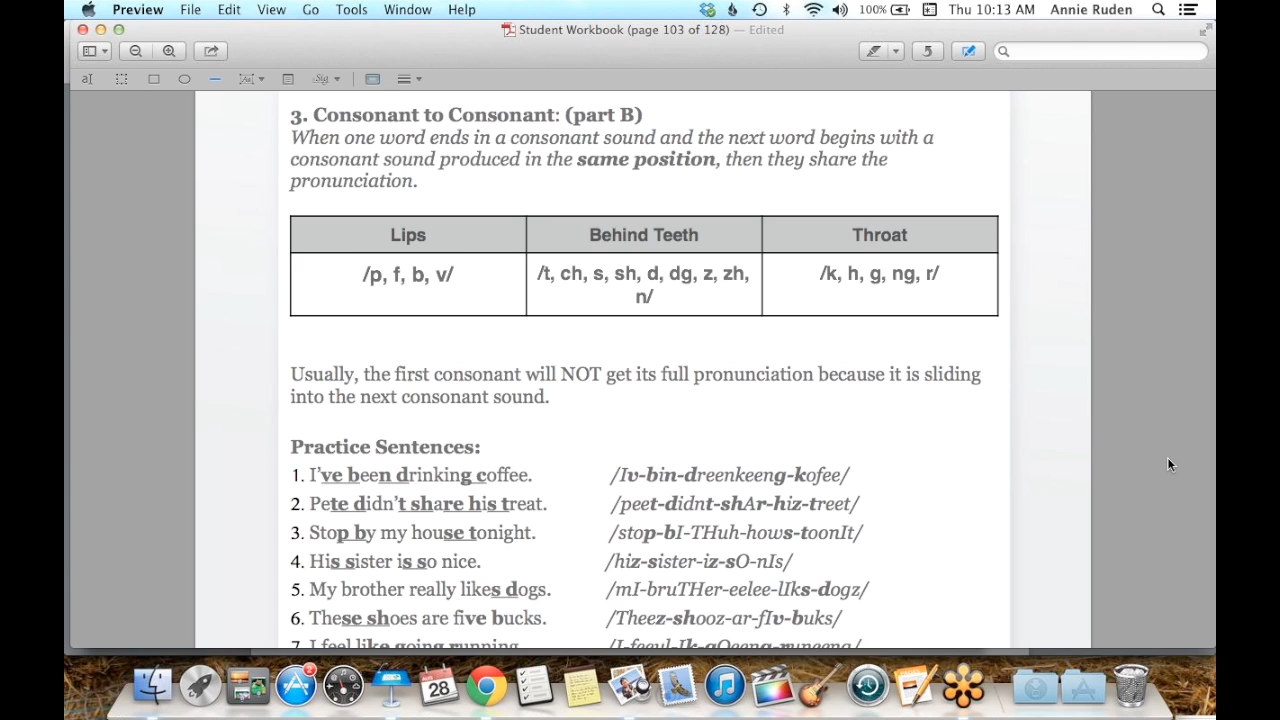 Preview File Edit View Go Tools Window Help 100% Thu 10:13 AM Annie Ruden
Student Workbook (page 103 of 128) — Edited
3. Consonant to Consonant: (part B)
When one word ends in a consonant sound and the next word begins with a
consonant sound produced in the same position, then they share the
pronunciation.
Lips Behind Teeth Throat
/p, f, b, v/ /t, ch, s, sh, d, dg, z, zh, /k, h, g, ng, r/
n/
Usually, the first consonant will NOT get its full pronunciation because it is sliding
into the next consonant sound.
Practice Sentences:
1. I've been drinking coffee. /Iv-bin-dreenkeeng-kofee/
2. Pete didn't share his treat. /peet-didnt-shAr-hiz-treet/
3. Stop by my house tonight. /stop-bI-THuh-hows-toonIt/
4. His sister is so nice. /hiz-sister-iz-sO-nIs/
5. My brother really likes dogs. /mI-bruTHer-eelee-lIks-dogz/
6. These shoes are five bucks. /Theez-shooz-ar-fIv-buks/
7. I feel like going running.
2
AUG
28